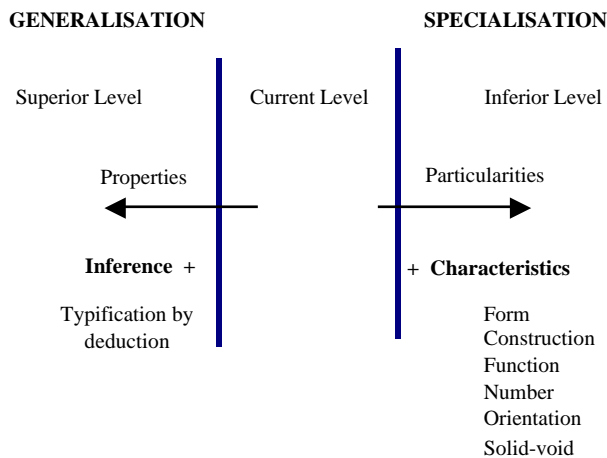 GENERALISATION SPECIALISATION
Superior Level Current Level Inferior Level
Properties Particularities
Inference + + Characteristics
Typification by
deduction
Form
Construction
Function
Number
Orientation
Solid-void